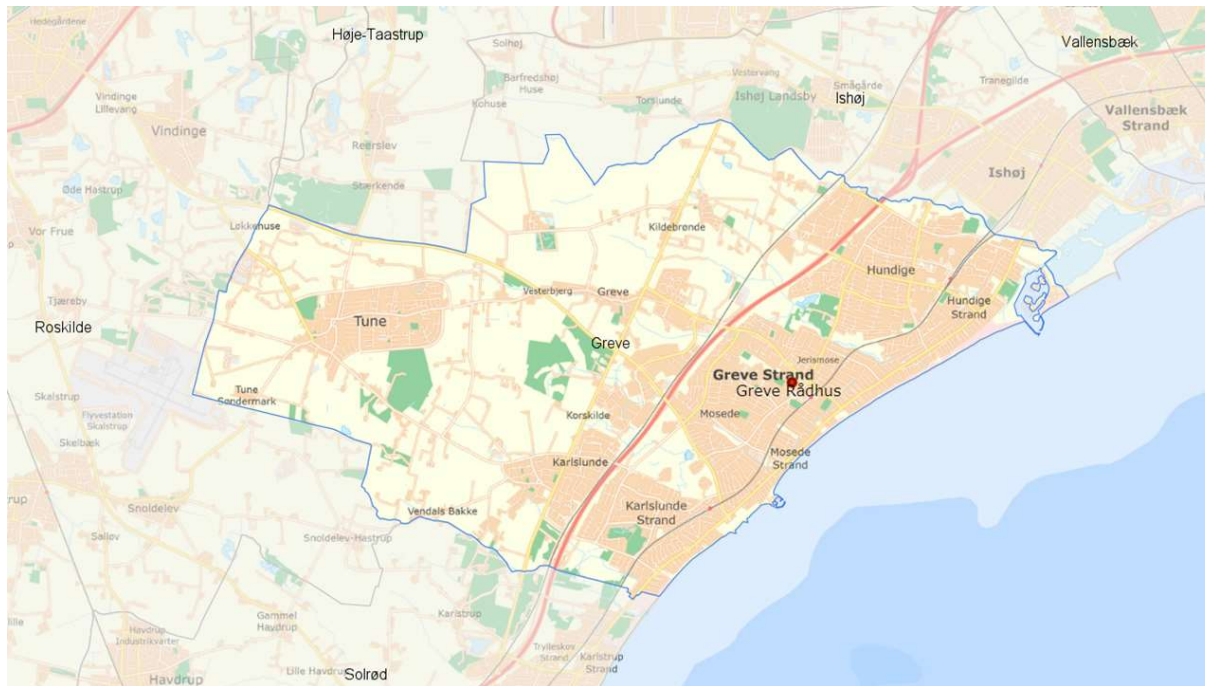 Hedegårdene
Høje-Taastrup
Solhøj
Vallensbæk
Barfredshøj
Huse
Vestervang
Smågårde
Tranegilde
Vindinge
Lillevang
Kohuse
Torslunde
Ishøj Landsby
Ishøj
Vallensbæk
Strand
Vindinge
Reerslev
Ishøj
Øde Hastrup
Stærkende
Vor Frue
Løkkehuse
Kildebrønde
Hundige
Vesterbjerg
Greve
Hundige
Strand
Tjæreby
Roskilde
Tune
Greve
Jerismose
Greve Strand
Greve Rådhus
Tune
Søndermark
Skalstrup
Flyvestation
Skalstrup
Korskilde
Mosede
Skelbæk
Mosede
Strand
Karlslunde
Karlslunde
Strand
Snoldelev
Vendals Bakke
Snoldelev-Hastrup
Gammel
Havdrup
Karlstrup
Havdrup
Industrikvarter
Trylleskov
Strand
Karlstrup
Strand
Lille Havdrup
Solrød
Havdrup